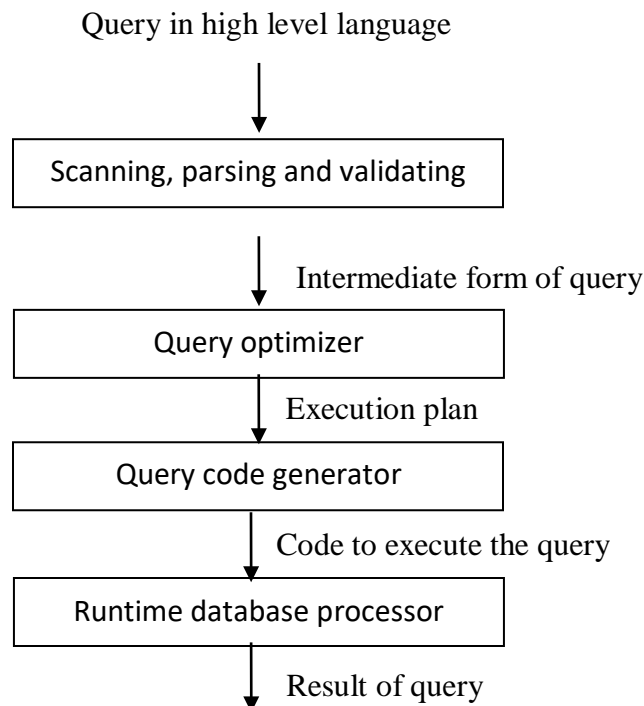 Query in high level language
Scanning, parsing and validating
Intermediate form of query
Query optimizer
Execution plan
Query code generator
Code to execute the query
Runtime database processor
Result of query